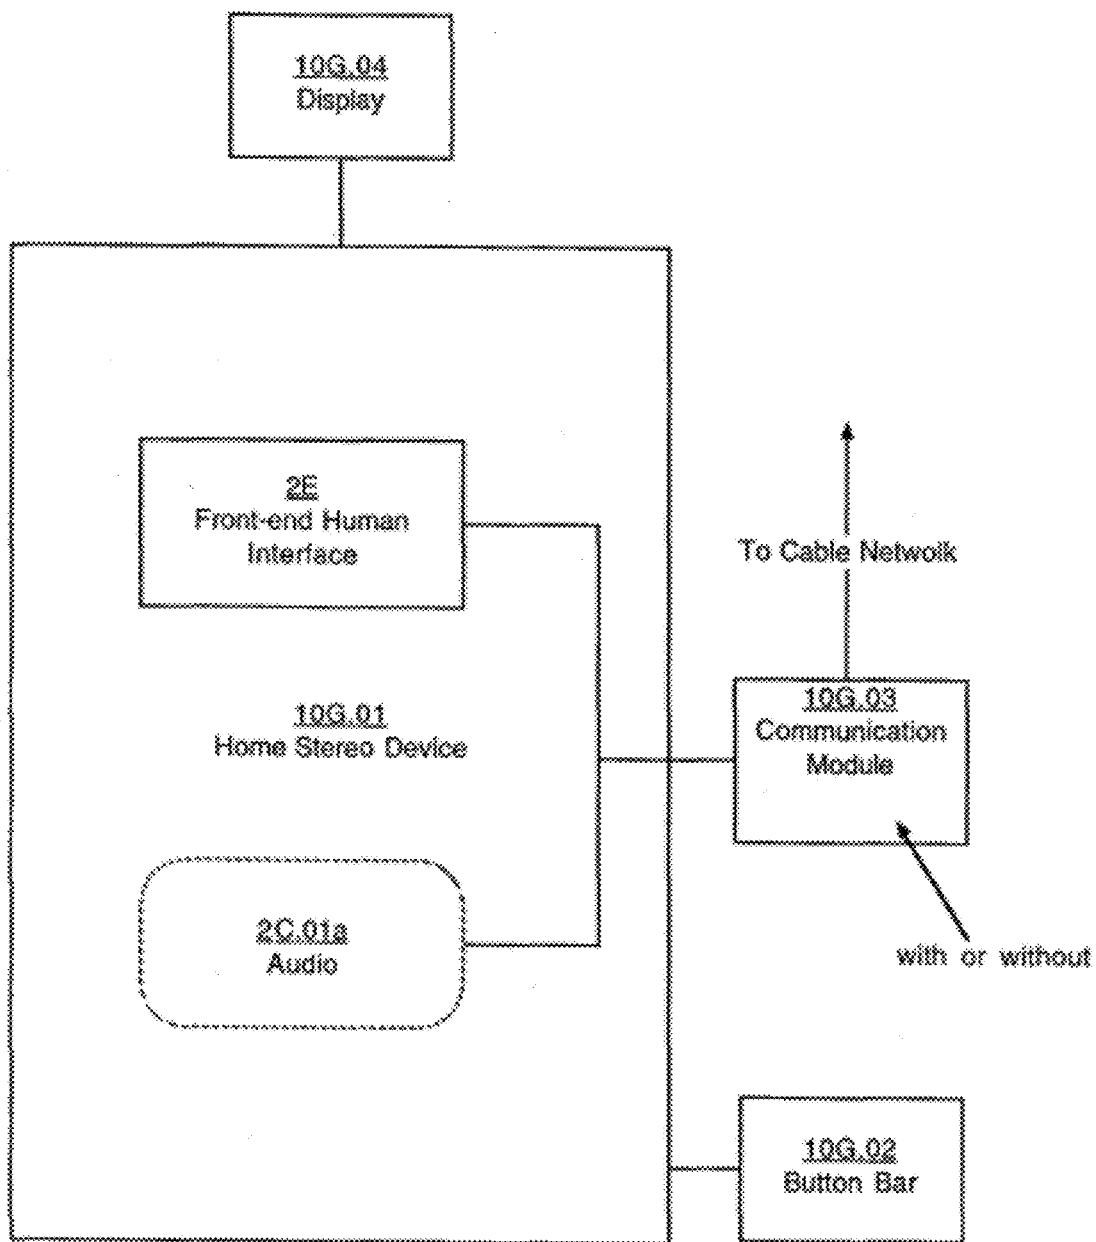 10G.04
Display
2E
Front-end Human
Interface
To Cable Netwoik
10G.01
Home Stereo Device
10G.03
Communication
Module
2C.01a
Audio
with or without
10G.02
Button Bar